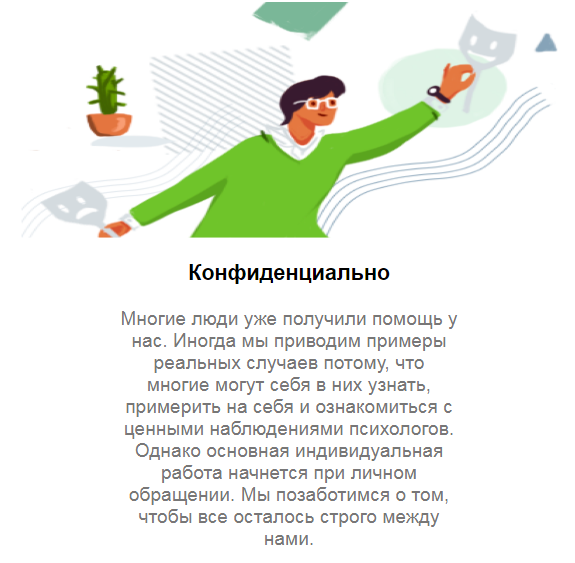 Конфиденциально
Многие люди уже получили помощь у
нас. Иногда мы приводим примеры
реальных случаев потому, что
многие могут себя в них узнать,
примерить на себя и ознакомиться с
ценными наблюдениями психологов.
Однако основная индивидуальная
работа начнется при личном
обращении. Мы позаботимся о том,
чтобы все осталось строго между
нами.